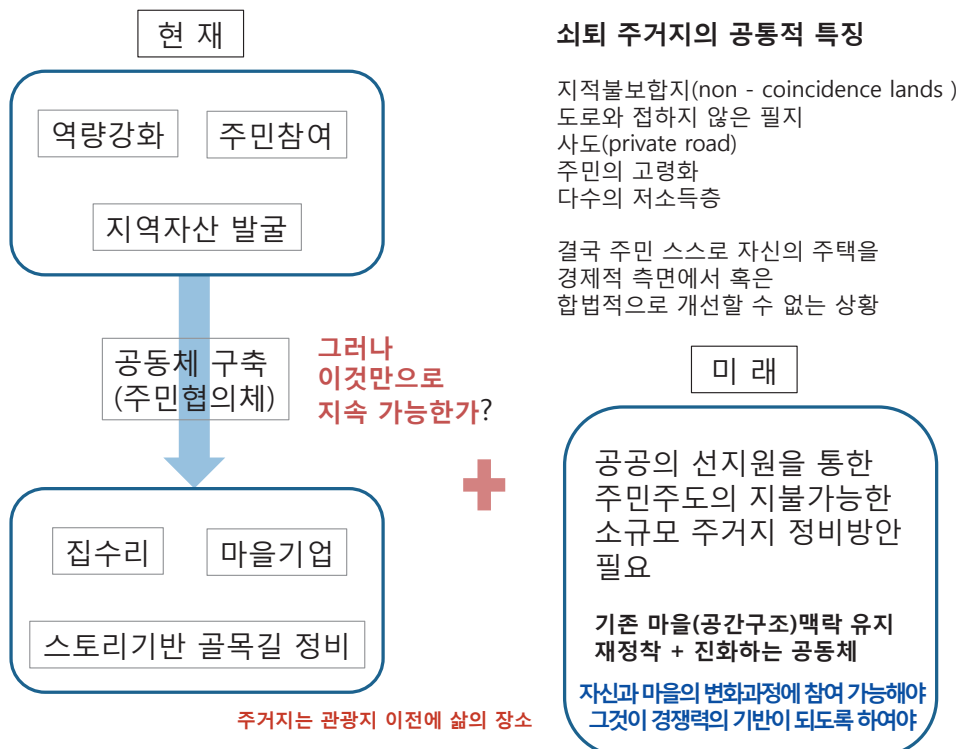 현 재
역량강화
주민참여
지역자산 발굴
공동체 구축
(주민협의체)
그러나
이것만으로
지속 가능한가?
집수리
마을기업
스토리기반 골목길 정비
주거지는 관광지 이전에 삶의 장소
쇠퇴 주거지의 공통적 특징
지적불보합지(non - coincidence lands )
도로와 접하지 않은 필지
사도(private road)
주민의 고령화
다수의 저소득층
결국 주민 스스로 자신의 주택을
경제적 측면에서 혹은
합법적으로 개선할 수 없는 상황
미 래
공공의 선지원을 통한
주민주도의 지불가능한
소규모 주거지 정비방안
필요
기존 마을(공간구조)맥락 유지
재정착 + 진화하는 공동체
자신과 마을의 변화과정에 참여 가능해야
그것이 경쟁력의 기반이 되도록 하여야